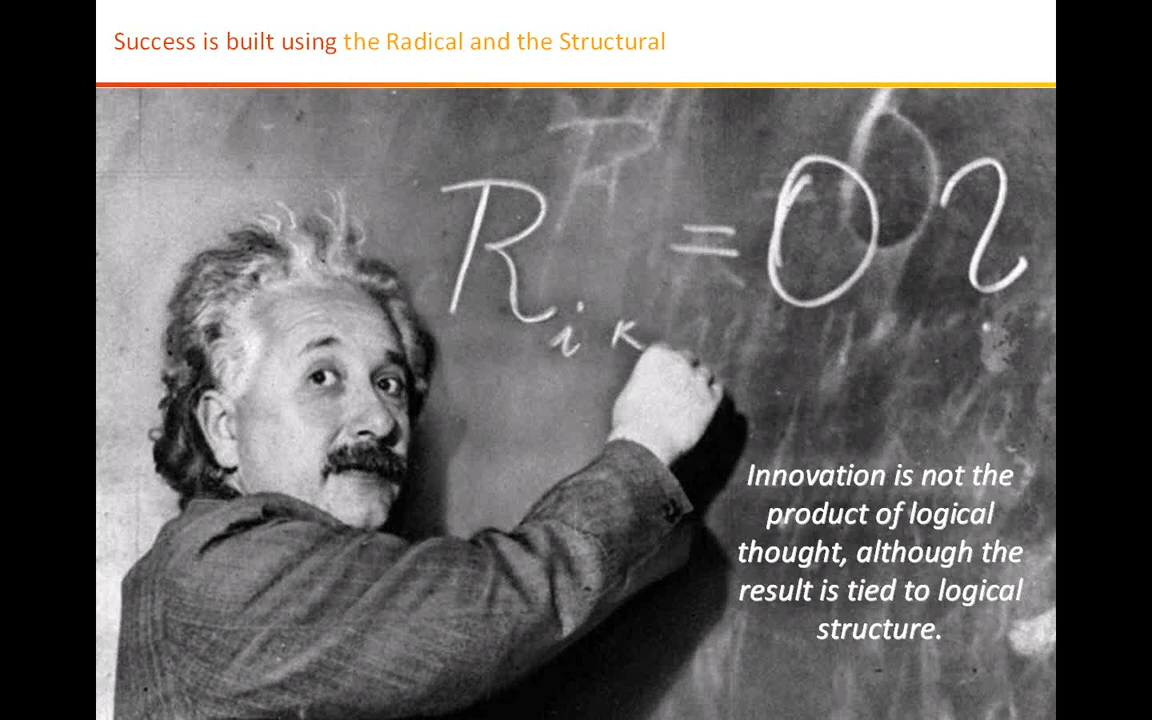 Success is built using the Radical and the Structural
R i κ = 0 ?
Innovation is not the
product of logical
thought, although the
result is tied to logical
structure.